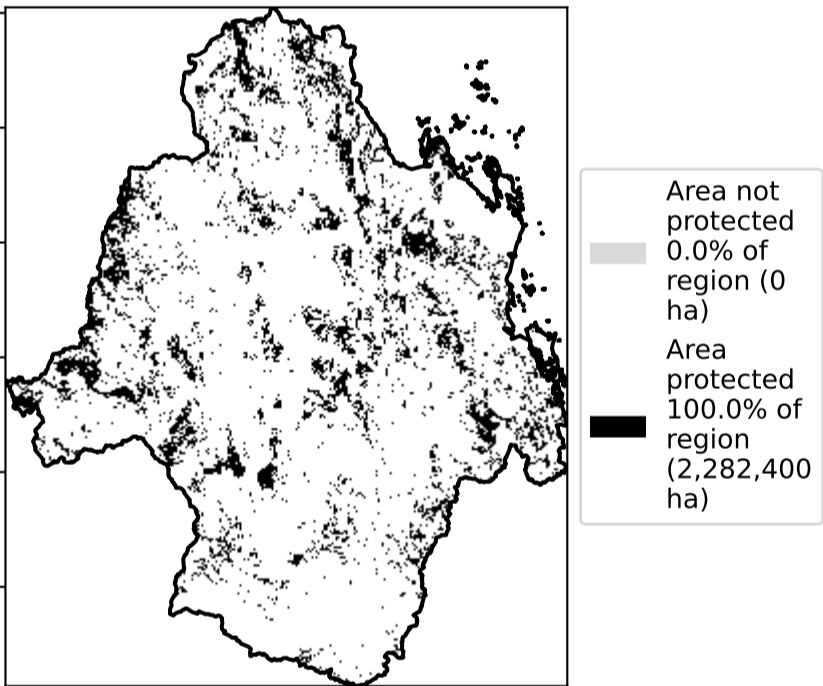 Area not
protected
0.0% of
region (0
ha)
Area
protected
100.0% of
region
(2,282,400
ha)